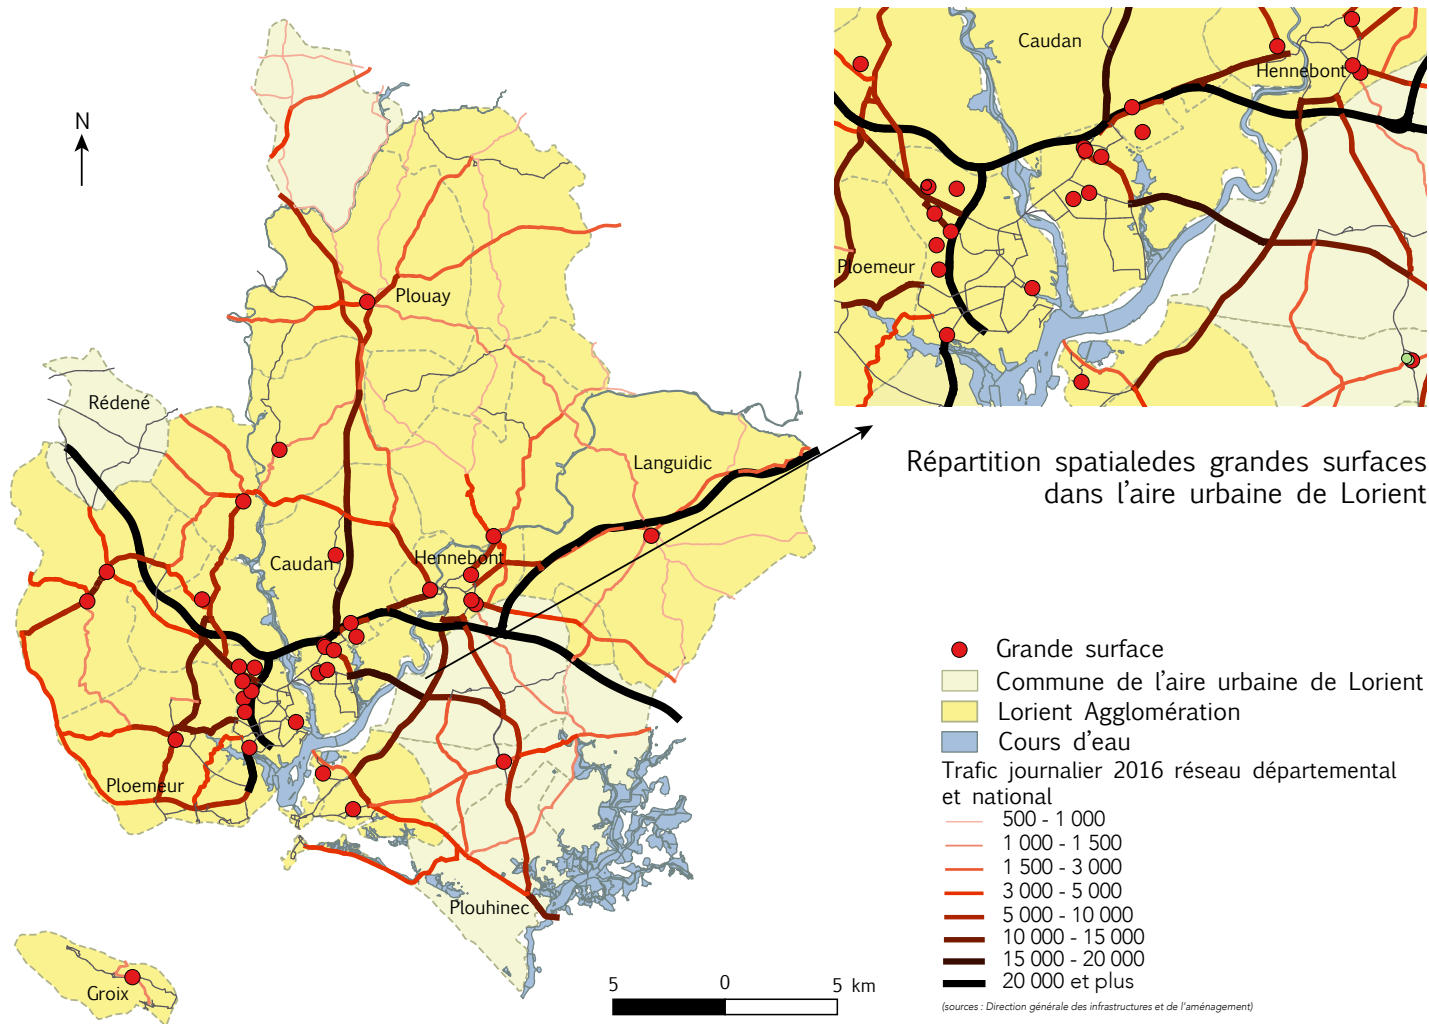 N
Plouay
Rédené
Languidic
Caudan
Hennebont
Ploemeur
Plouhinec
Groix
5 0 5 km
Caudan
Hennebont
Ploemeur
Répartition spatialedes grandes surfaces
dans l'aire urbaine de Lorient
Grande surface
Commune de l'aire urbaine de Lorient
Lorient Agglomération
Cours d'eau
Trafic journalier 2016 réseau départemental
et national
500 - 1 000
1 000 - 1 500
1 500 - 3 000
3 000 - 5 000
5 000 - 10 000
10 000 - 15 000
15 000 - 20 000
20 000 et plus
(sources : Direction générale des infrastructures et de l'aménagement)